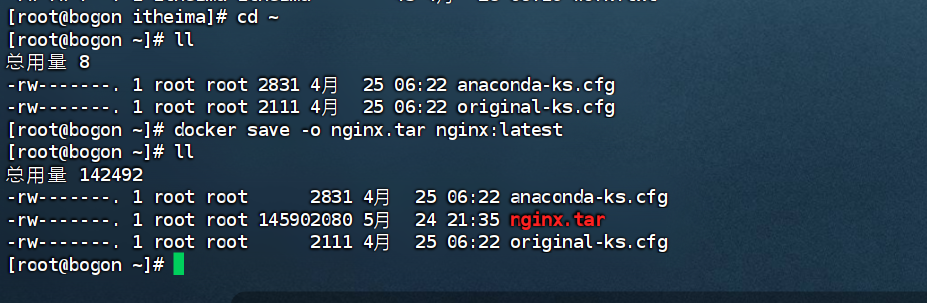 [root@bogon itheima]# cd ~
[root@bogon ~]# ll
总用量 8
-rw-------. 1 root root 2831 4月  25 06:22 anaconda-ks.cfg
-rw-------. 1 root root 2111 4月  25 06:22 original-ks.cfg
[root@bogon ~]# docker save -o nginx.tar nginx:latest
[root@bogon ~]# ll
总用量 142492
-rw-------. 1 root root      2831 4月  25 06:22 anaconda-ks.cfg
-rw-------. 1 root root 145902080 5月  24 21:35 nginx.tar
-rw-------. 1 root root      2111 4月  25 06:22 original-ks.cfg
[root@bogon ~]#